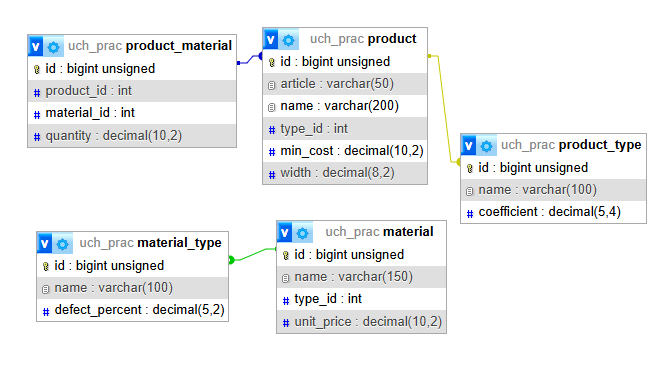 uch_prac product_material
id : bigint unsigned
product_id : int
material_id : int
quantity : decimal(10,2)
uch_prac product
id : bigint unsigned
article : varchar(50)
name : varchar(200)
type_id : int
min_cost : decimal(10,2)
width : decimal(8,2)
uch_prac product_type
id : bigint unsigned
name : varchar(100)
coefficient : decimal(5,4)
uch_prac material_type
id : bigint unsigned
name : varchar(100)
defect_percent : decimal(5,2)
uch_prac material
id : bigint unsigned
name : varchar(150)
type_id : int
unit_price : decimal(10,2)